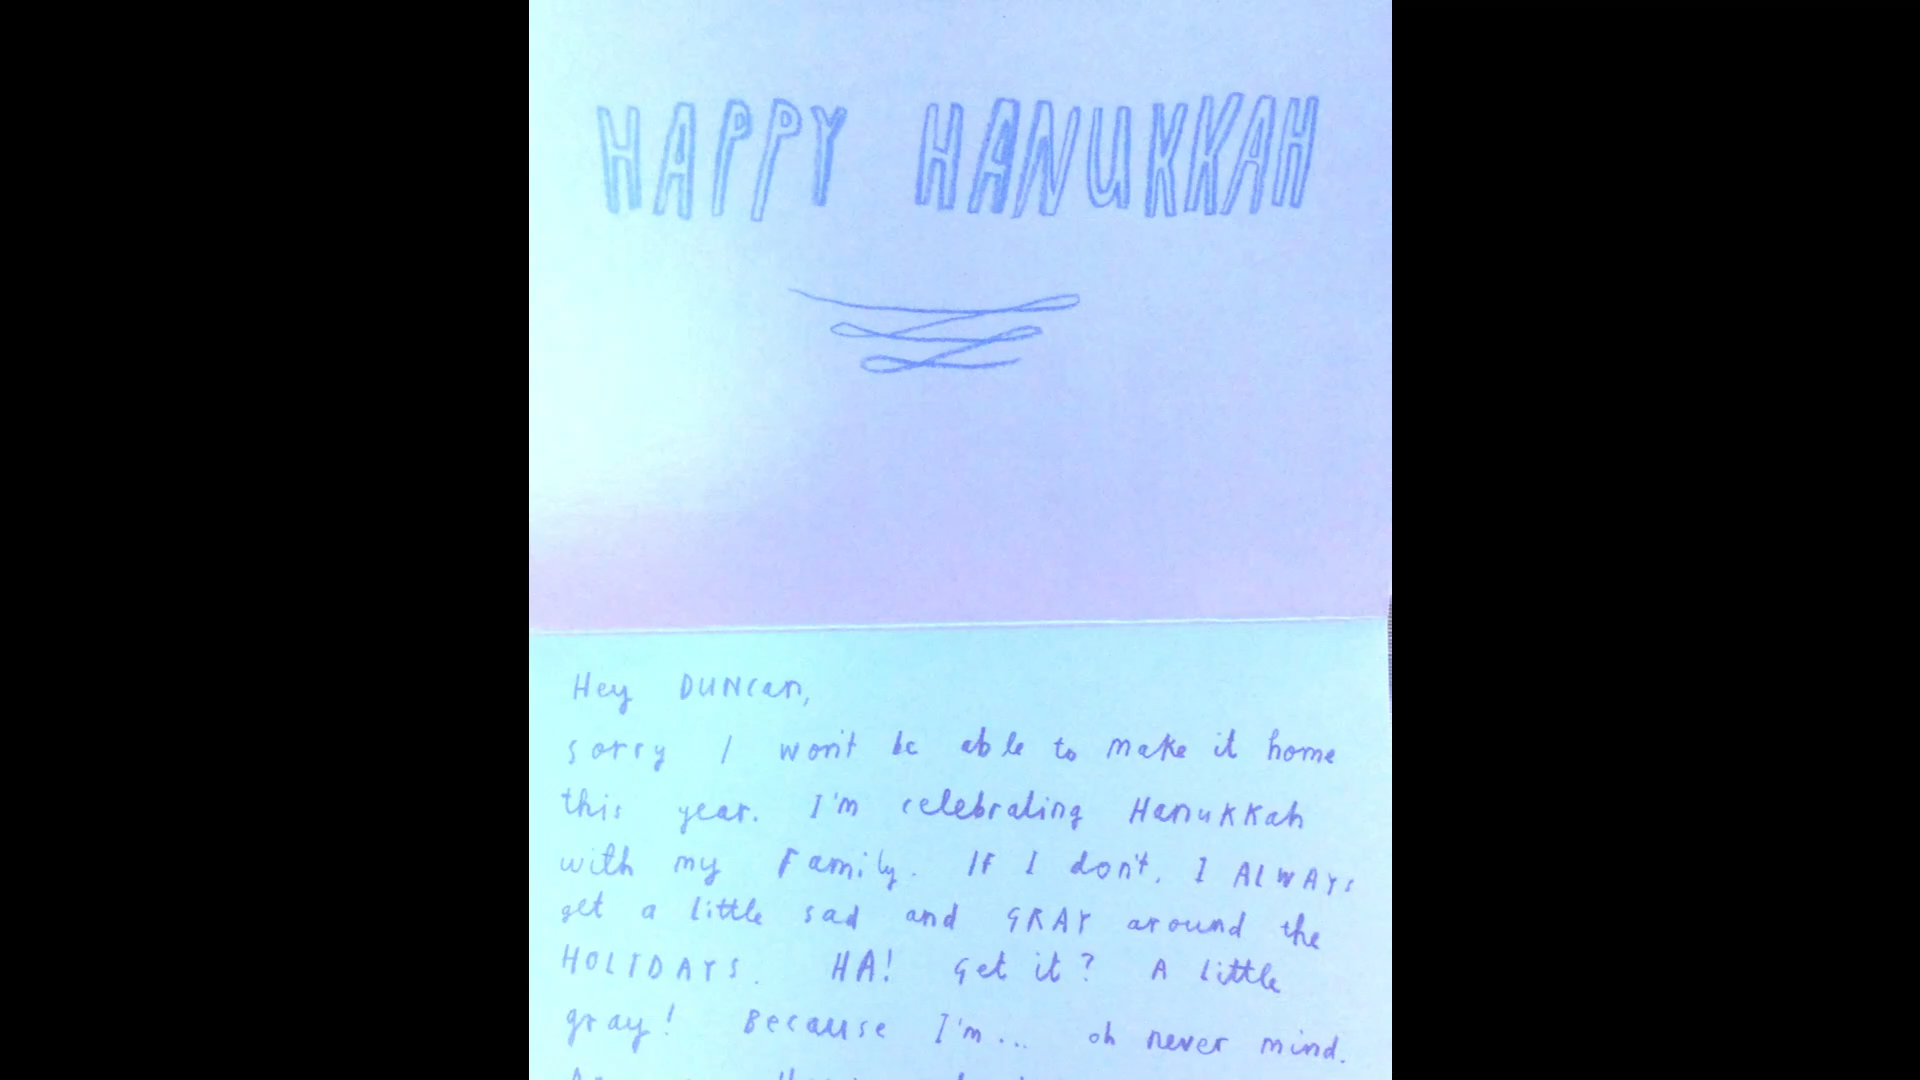 HAPPY HANUKKAH
Hey DUNCan,
sorry I won't be able to make it home
this year. I'm celebrating HanuKKah
with my Family. IF I don't, I ALWAYS
get a little sad and GRAY around the
HOLIDAYS. HA! Get it? A little
gray! Because I'm... oh never mind.